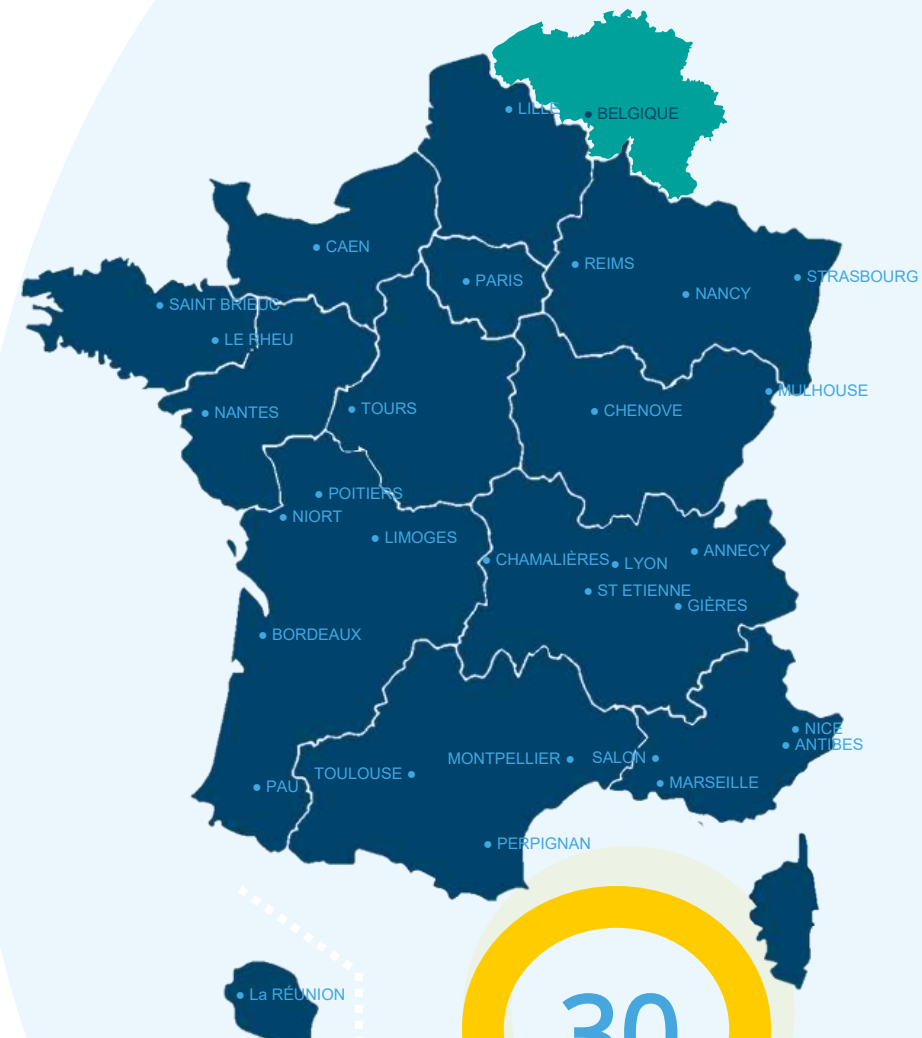 LILLE
BELGIQUE
CAEN
REIMS
PARIS
STRASBOURG
NANCY
SAINT BRIEUC
LE RHEU
MULHOUSE
NANTES
TOURS
CHENOVE
POITIERS
NIORT
LIMOGES
CHAMALIÈRES
LYON
ANNECY
ST ETIENNE
GIÈRES
BORDEAUX
NICE
ANTIBES
MONTPELLIER
SALON
TOULOUSE
MARSEILLE
PAU
PERPIGNAN
La RÉUNION
30